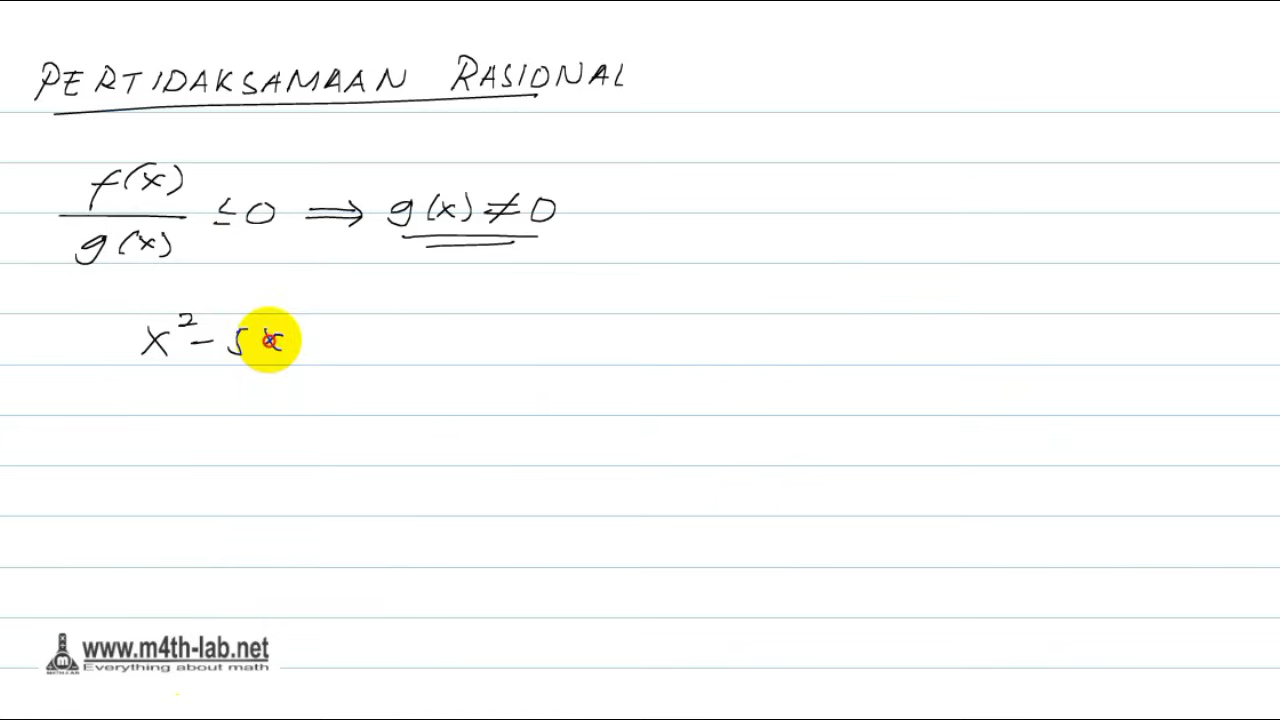 PERTIDAKSAMAAN RASIONAL
f(x)/g(x) ≤ 0 ⟹ g(x) ≠ 0
x² - 5x
www.m4th-lab.net
Everything about math